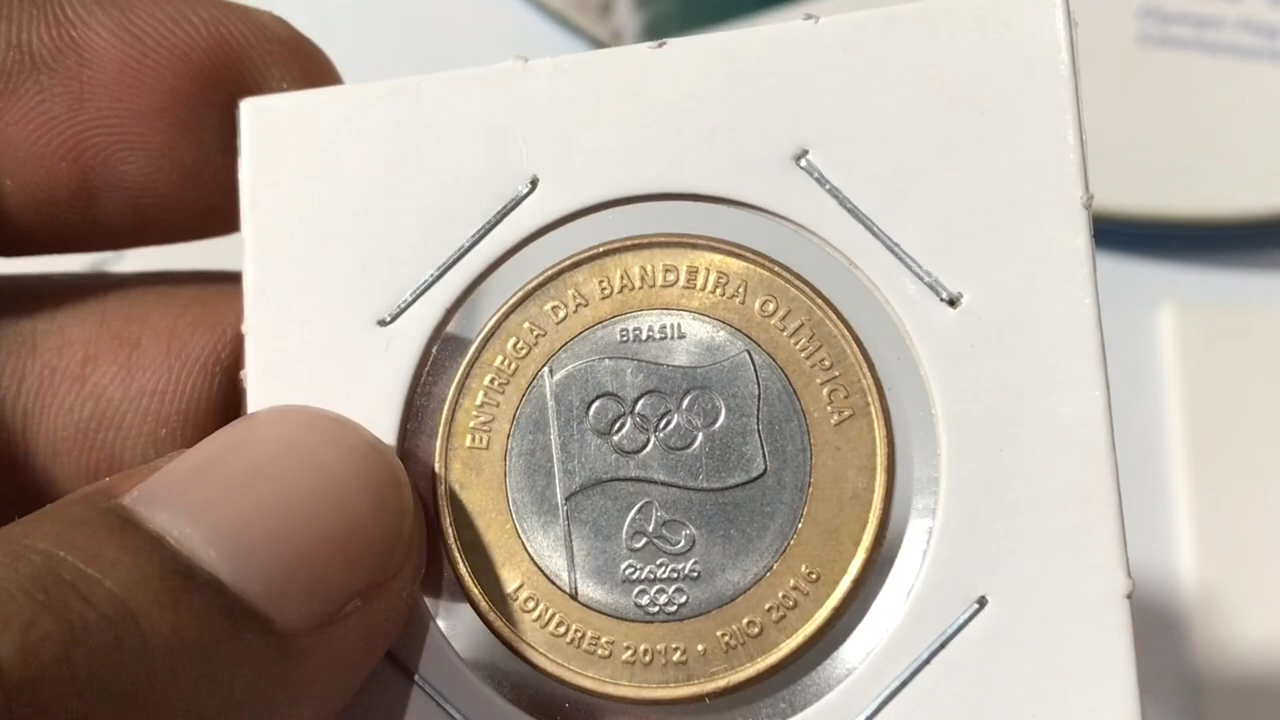 ENTREGA DA BANDEIRA OLÍMPICA
BRASIL
Rio2016
LONDRES 2012 • RIO 2016